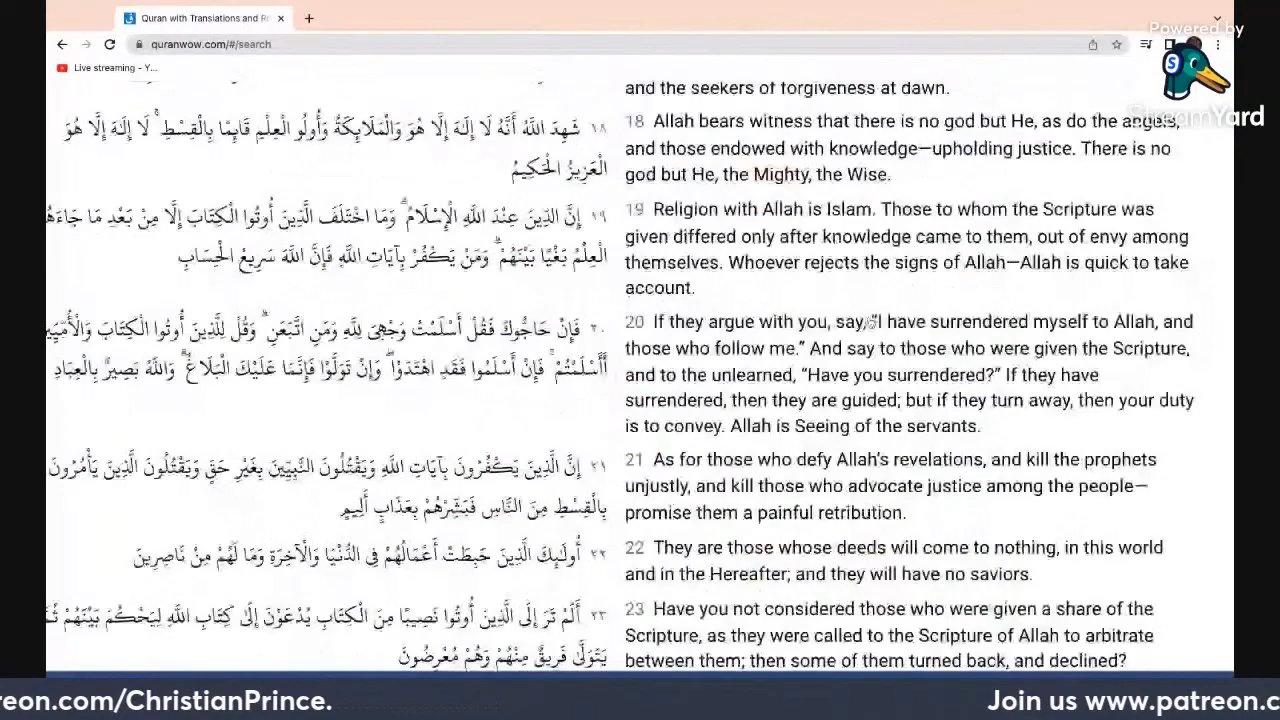 Quran with Translations and Re
quranwow.com/#/search
Live streaming - Y...
Powered by
StreamYard
and the seekers of forgiveness at dawn.
١٨ شَهِدَ اللَّهُ أَنَّهُ لَا إِلَٰهَ إِلَّا هُوَ وَالْمَلَائِكَةُ وَأُولُو الْعِلْمِ قَائِمًا بِالْقِسْطِ ۚ لَا إِلَٰهَ إِلَّا هُوَ
الْعَزِيزُ الْحَكِيمُ
18 Allah bears witness that there is no god but He, as do the angels,
and those endowed with knowledge—upholding justice. There is no
god but He, the Mighty, the Wise.
١٩ إِنَّ الدِّينَ عِنْدَ اللَّهِ الْإِسْلَامُ ۗ وَمَا اخْتَلَفَ الَّذِينَ أُوتُوا الْكِتَابَ إِلَّا مِنْ بَعْدِ مَا جَاءَهُ
الْعِلْمُ بَغْيًا بَيْنَهُمْ ۗ وَمَنْ يَكْفُرْ بِآيَاتِ اللَّهِ فَإِنَّ اللَّهَ سَرِيعُ الْحِسَابِ
19 Religion with Allah is Islam. Those to whom the Scripture was
given differed only after knowledge came to them, out of envy among
themselves. Whoever rejects the signs of Allah—Allah is quick to take
account.
٢٠ فَإِنْ حَاجُّوكَ فَقُلْ أَسْلَمْتُ وَجْهِيَ لِلَّهِ وَمَنِ اتَّبَعَنِ ۗ وَقُل لِّلَّذِينَ أُوتُوا الْكِتَابَ وَالْأُمِّيِّي
أَأَسْلَمْتُمْ ۚ فَإِنْ أَسْلَمُوا فَقَدِ اهْتَدَوْا ۖ وَإِنْ تَوَلَّوْا فَإِنَّمَا عَلَيْكَ الْبَلَاغُ ۗ وَاللَّهُ بَصِيرٌ بِالْعِبَادِ
20 If they argue with you, say, "I have surrendered myself to Allah, and
those who follow me." And say to those who were given the Scripture,
and to the unlearned, "Have you surrendered?" If they have
surrendered, then they are guided; but if they turn away, then your duty
is to convey. Allah is Seeing of the servants.
٢١ إِنَّ الَّذِينَ يَكْفُرُونَ بِآيَاتِ اللَّهِ وَيَقْتُلُونَ النَّبِيِّينَ بِغَيْرِ حَقٍّ وَيَقْتُلُونَ الَّذِينَ يَأْمُرُونَ
بِالْقِسْطِ مِنَ النَّاسِ فَبَشِّرْهُمْ بِعَذَابٍ أَلِيمٍ
21 As for those who defy Allah's revelations, and kill the prophets
unjustly, and kill those who advocate justice among the people—
promise them a painful retribution.
٢٢ أُولَٰئِكَ الَّذِينَ حَبِطَتْ أَعْمَالُهُمْ فِي الدُّنْيَا وَالْآخِرَةِ وَمَا لَهُمْ مِنْ نَاصِرِينَ
22 They are those whose deeds will come to nothing, in this world
and in the Hereafter; and they will have no saviors.
٢٣ أَلَمْ تَرَ إِلَى الَّذِينَ أُوتُوا نَصِيبًا مِنَ الْكِتَابِ يُدْعَوْنَ إِلَىٰ كِتَابِ اللَّهِ لِيَحْكُمَ بَيْنَهُمْ ثُمَّ
يَتَوَلَّىٰ فَرِيقٌ مِنْهُمْ وَهُمْ مُعْرِضُونَ
23 Have you not considered those who were given a share of the
Scripture, as they were called to the Scripture of Allah to arbitrate
between them; then some of them turned back, and declined?
reon.com/ChristianPrince. Join us www.patreon.c